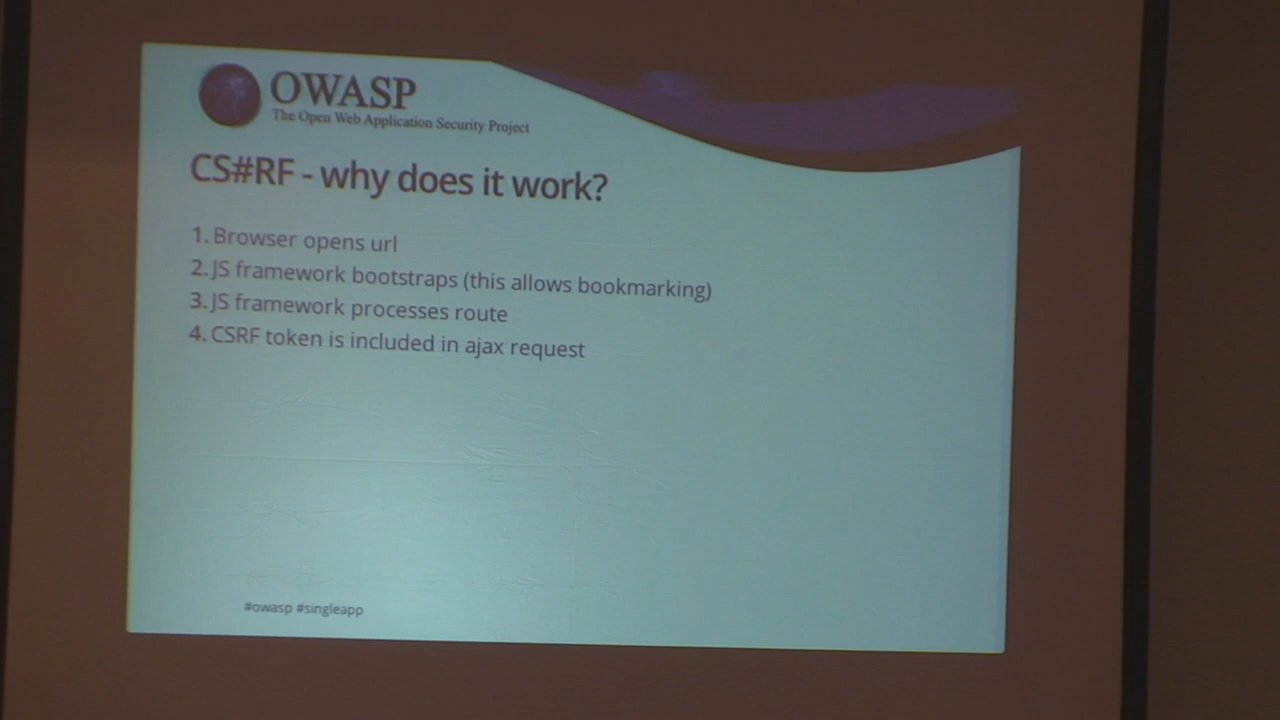 OWASP
The Open Web Application Security Project
CS#RF - why does it work?
1. Browser opens url
2. JS framework bootstraps (this allows bookmarking)
3. JS framework processes route
4. CSRF token is included in ajax request
#owasp #singleapp